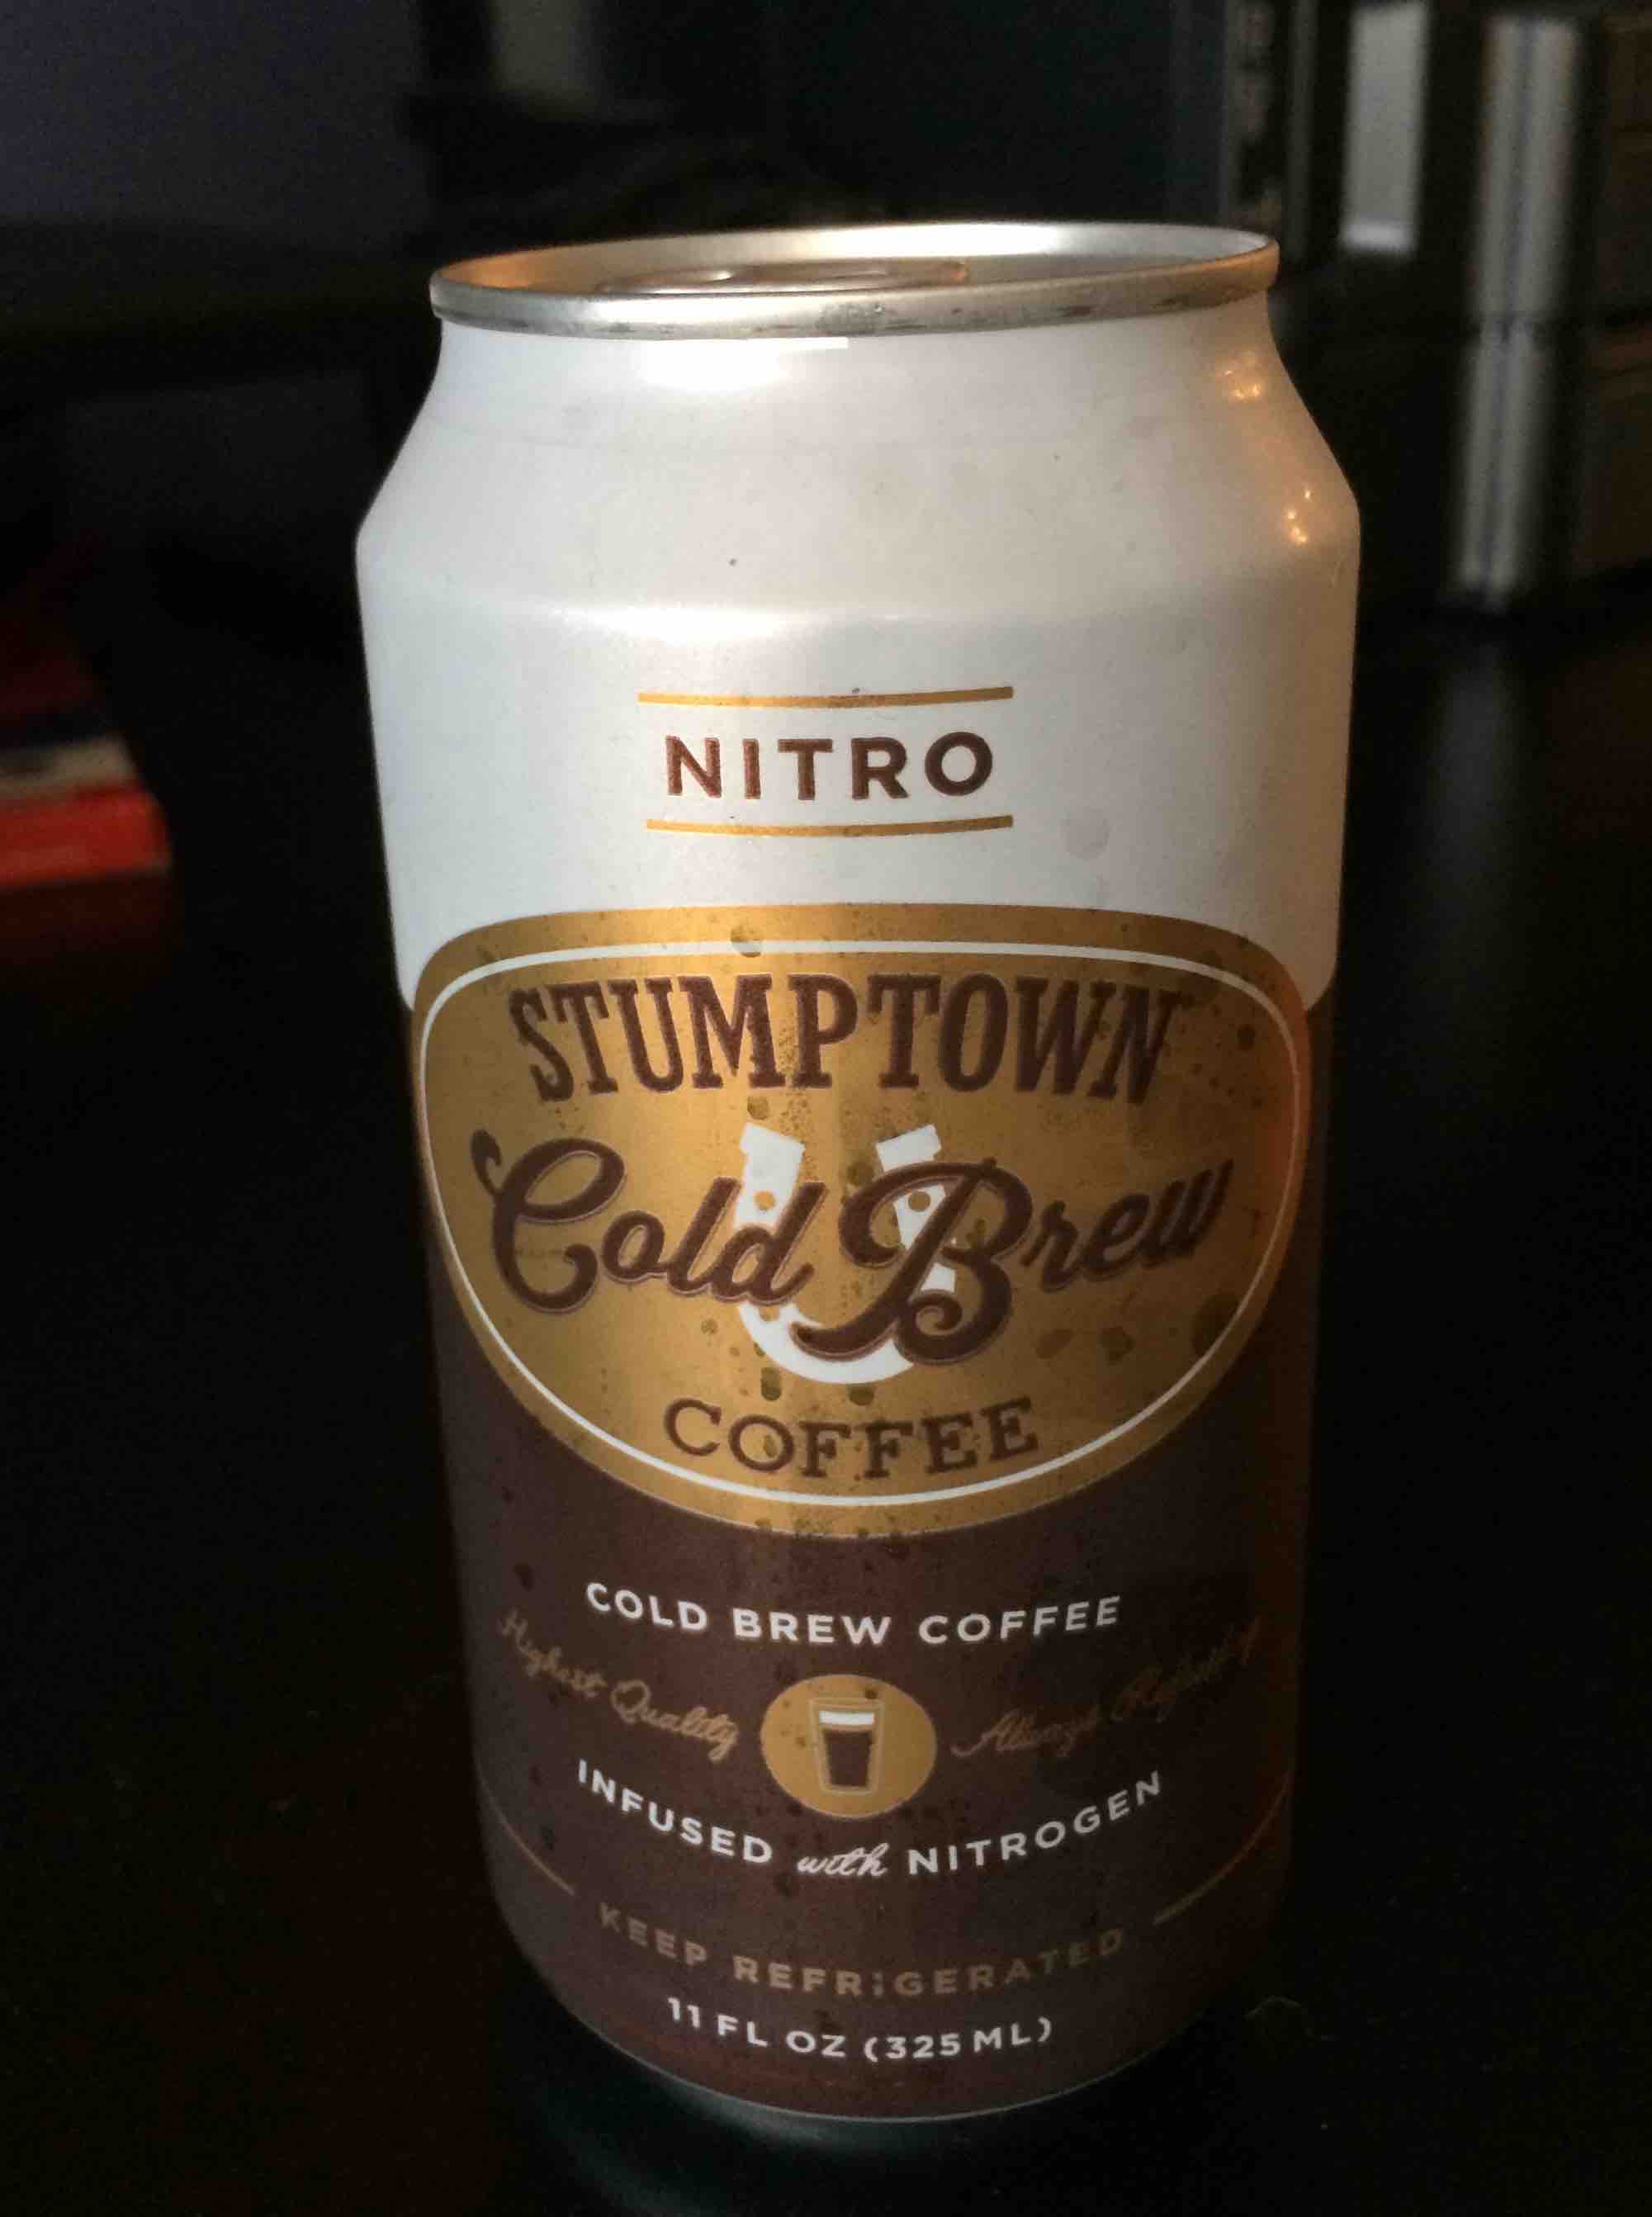 NITRO
STUMPTOWN
Cold Brew
COFFEE
COLD BREW COFFEE
Highest Quality
Always
INFUSED with NITROGEN
KEEP REFRIGERATED
11 FL OZ (325 ML)